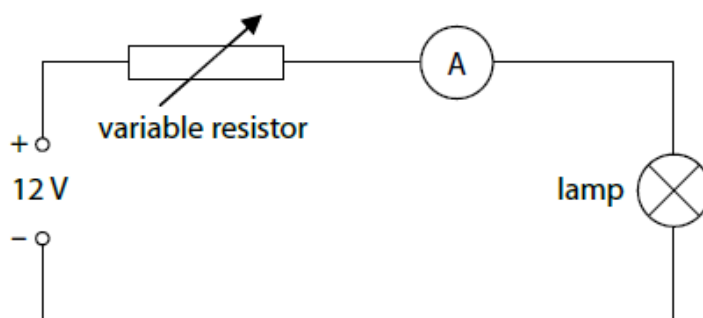 A
variable resistor
+
12 V
lamp
–